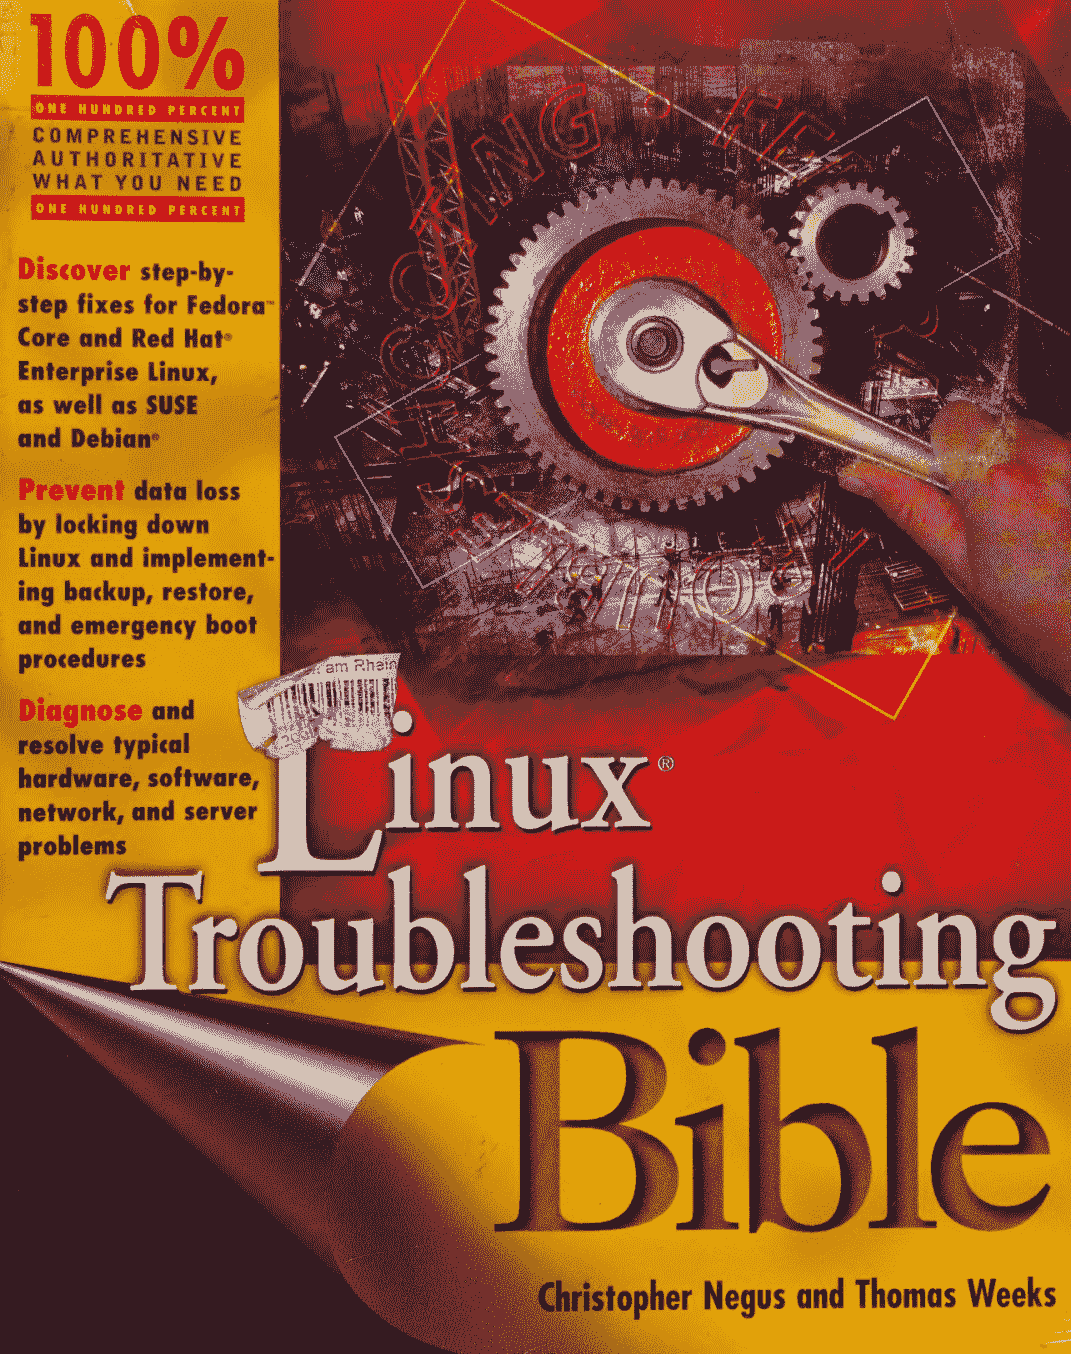 100%
ONE HUNDRED PERCENT
COMPREHENSIVE
AUTHORITATIVE
WHAT YOU NEED
ONE HUNDRED PERCENT
Discover step-by-
step fixes for Fedora™
Core and Red Hat®
Enterprise Linux,
as well as SUSE
and Debian®
Prevent data loss
by locking down
Linux and implement-
ing backup, restore,
and emergency boot
procedures
Diagnose and
resolve typical
hardware, software,
network, and server
problems
am Rhein
Linux®
Troubleshooting
Bible
Christopher Negus and Thomas Weeks